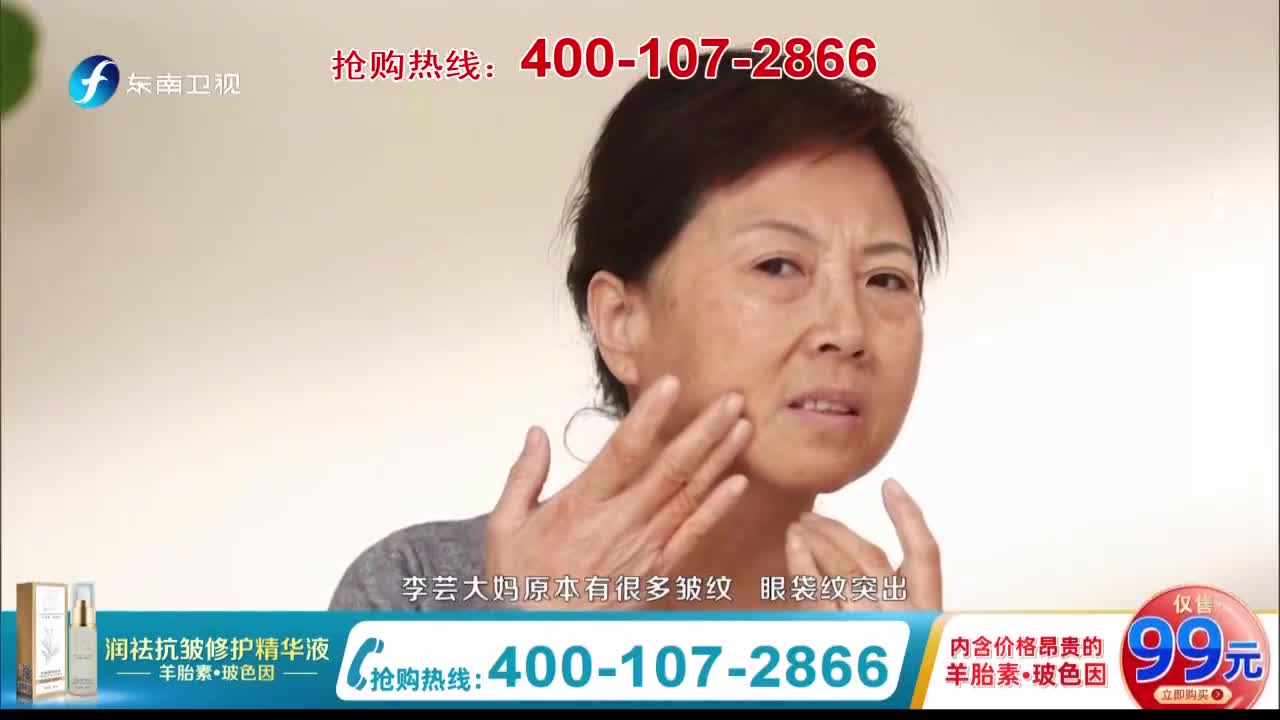 抢购热线：400-107-2866
东南卫视
李芸大妈原本有很多皱纹 眼袋纹突出
润祛抗皱修护精华液
羊胎素•玻色因
抢购热线：400-107-2866
内含价格昂贵的
羊胎素•玻色因
仅售
99元
立即购买